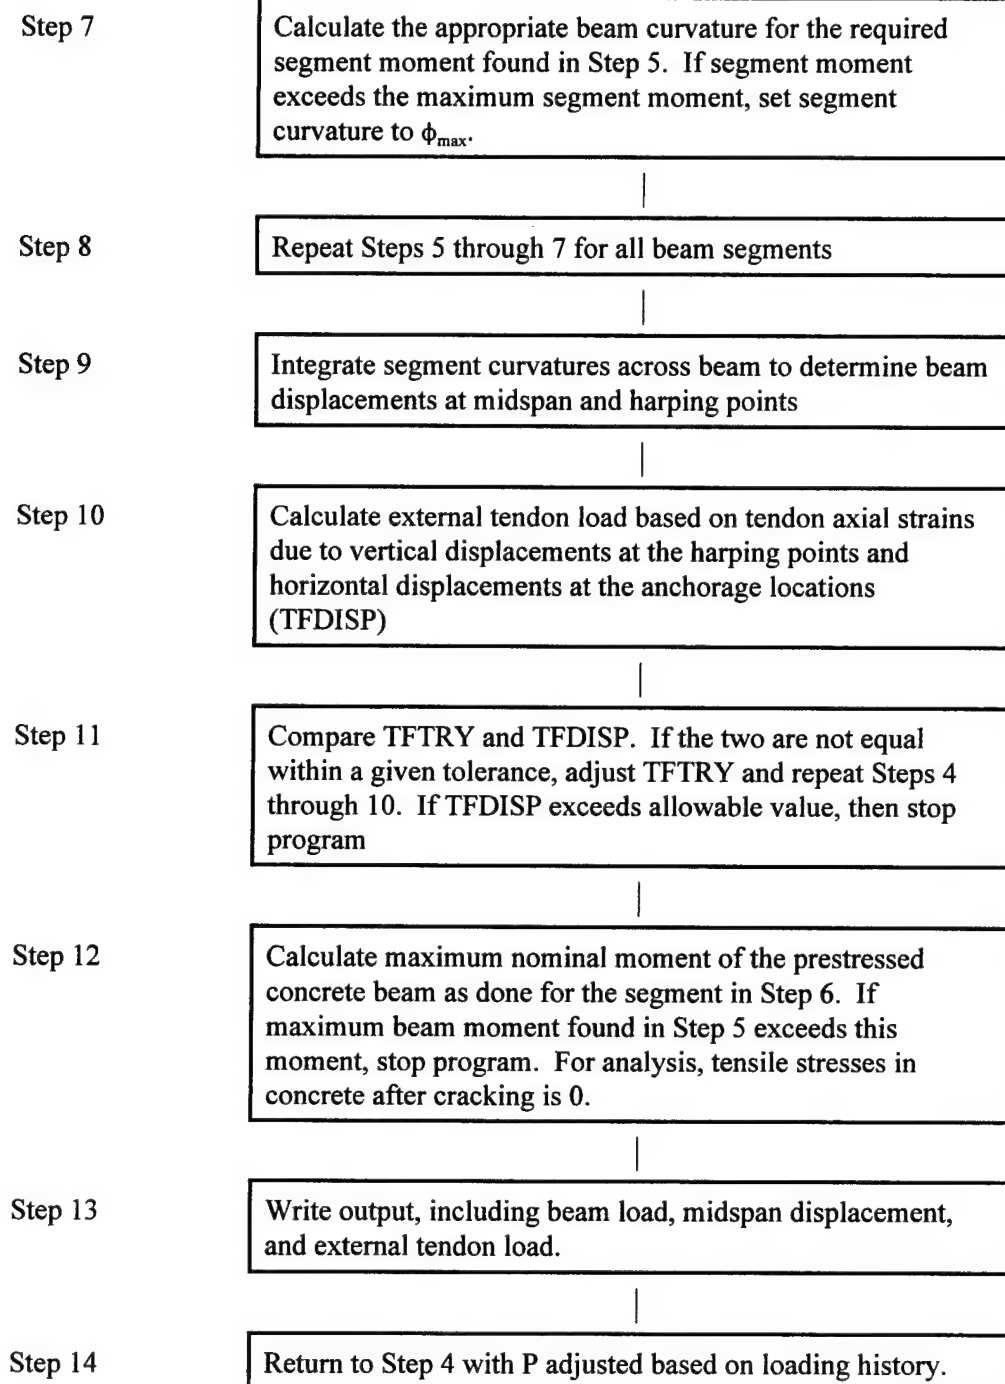 Step 7
Calculate the appropriate beam curvature for the required
segment moment found in Step 5. If segment moment
exceeds the maximum segment moment, set segment
curvature to ϕmax.
Step 8
Repeat Steps 5 through 7 for all beam segments
Step 9
Integrate segment curvatures across beam to determine beam
displacements at midspan and harping points
Step 10
Calculate external tendon load based on tendon axial strains
due to vertical displacements at the harping points and
horizontal displacements at the anchorage locations
(TFDISP)
Step 11
Compare TFTRY and TFDISP. If the two are not equal
within a given tolerance, adjust TFTRY and repeat Steps 4
through 10. If TFDISP exceeds allowable value, then stop
program
Step 12
Calculate maximum nominal moment of the prestressed
concrete beam as done for the segment in Step 6. If
maximum beam moment found in Step 5 exceeds this
moment, stop program. For analysis, tensile stresses in
concrete after cracking is 0.
Step 13
Write output, including beam load, midspan displacement,
and external tendon load.
Step 14
Return to Step 4 with P adjusted based on loading history.